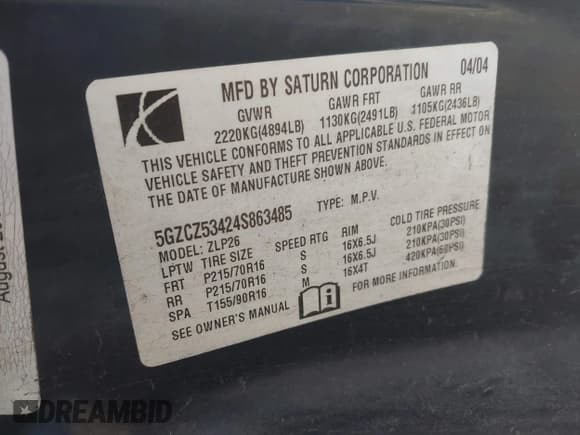 MFD BY SATURN CORPORATION 04/04
GVWR GAWR FRT GAWR RR
2220KG(4894LB) 1130KG(2491LB) 1105KG(2436LB)
THIS VEHICLE CONFORMS TO ALL APPLICABLE U.S. FEDERAL MOTOR
VEHICLE SAFETY AND THEFT PREVENTION STANDARDS IN EFFECT ON
THE DATE OF MANUFACTURE SHOWN ABOVE.
5GZCZ53424S863485 TYPE: M.P.V.
MODEL: ZLP26
LPTW TIRE SIZE SPEED RTG RIM COLD TIRE PRESSURE
FRT P215/70R16 S 16X6.5J 210KPA(30PSI)
RR P215/70R16 S 16X6.5J 210KPA(30PSI)
SPA T155/90R16 M 16X4T 420KPA(60PSI)
SEE OWNER'S MANUAL FOR MORE INFORMATION.
August
DREAMBID